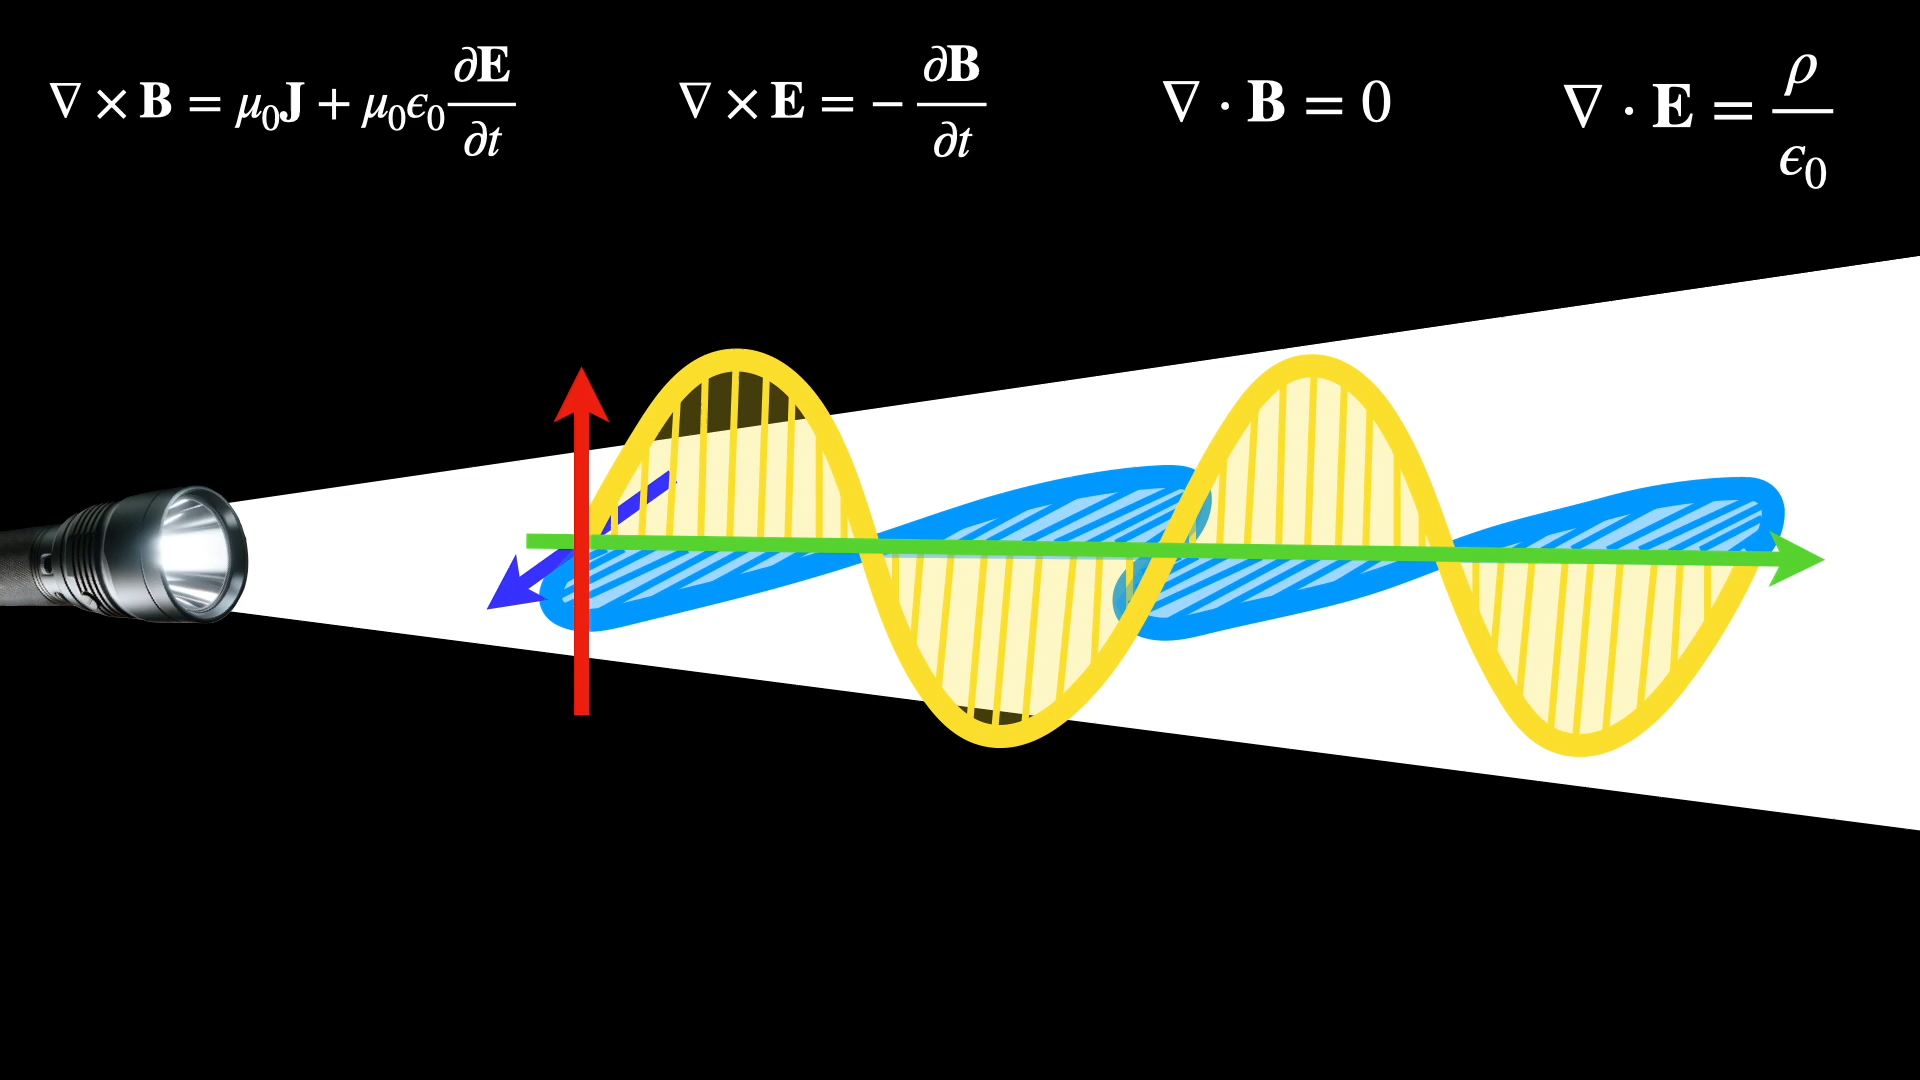 ∇ × B = μ₀J + μ₀ϵ₀ ∂E/∂t
∇ × E = − ∂B/∂t
∇ · B = 0
∇ · E = ρ/ϵ₀